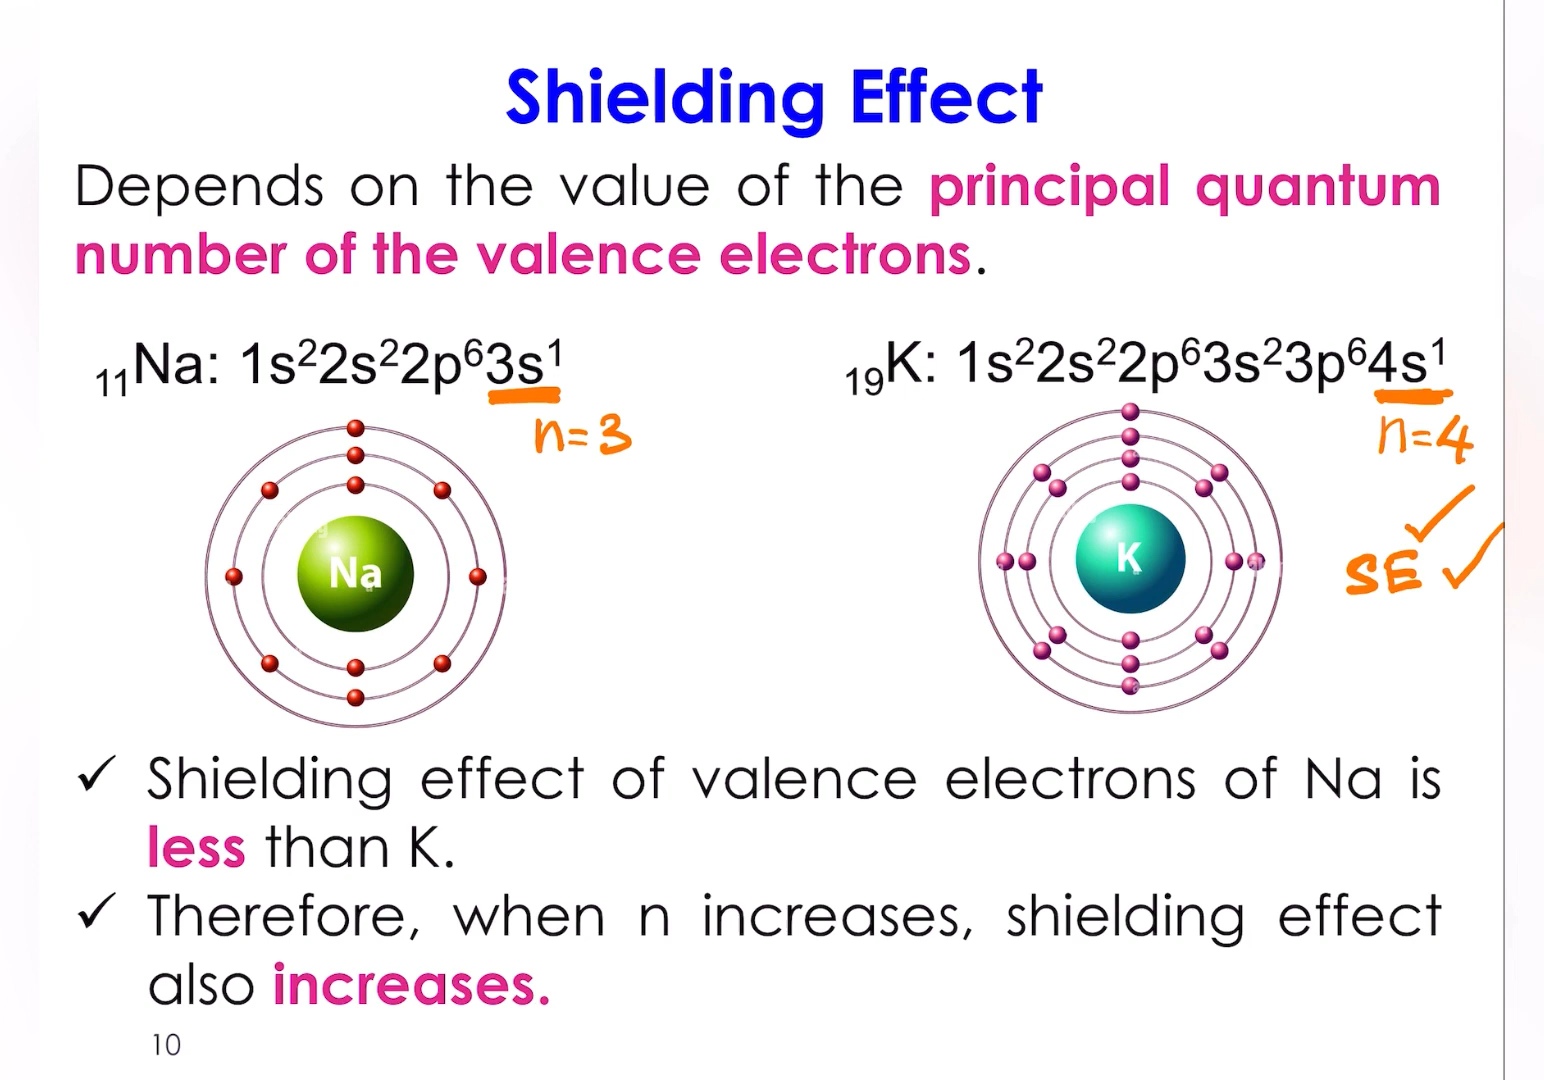 Shielding Effect
Depends on the value of the principal quantum
number of the valence electrons.
₁₁Na: 1s²2s²2p⁶3s¹
₁₉K: 1s²2s²2p⁶3s²3p⁶4s¹
n=3
n=4
Na
K
SE
✓ Shielding effect of valence electrons of Na is
less than K.
✓ Therefore, when n increases, shielding effect
also increases.
10